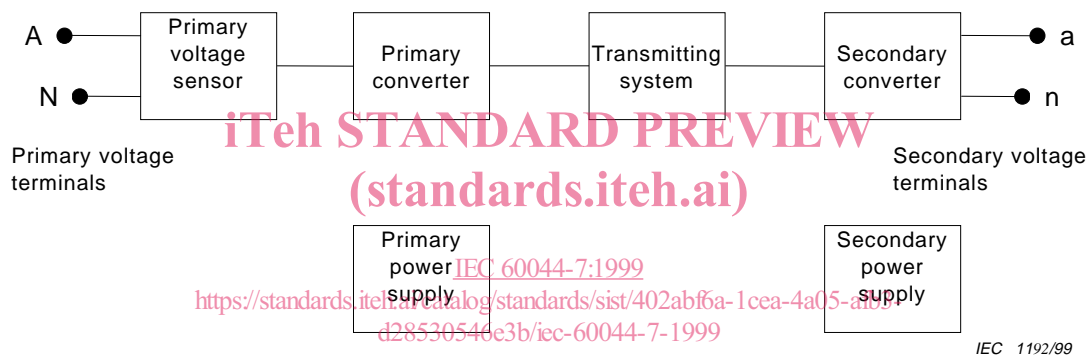 A
N
Primary
voltage
sensor
Primary
converter
Transmitting
system
Secondary
converter
a
n
iTeh STANDARD PREVIEW
Primary voltage
terminals
Secondary voltage
terminals
(standards.iteh.ai)
Primary
power
supply
Secondary
power
supply
IEC 60044-7:1999
https://standards.iteh.ai/catalog/standards/sist/402abf6a-1cea-4a05-afb3-
d28530546e3b/iec-60044-7-1999
IEC 1192/99